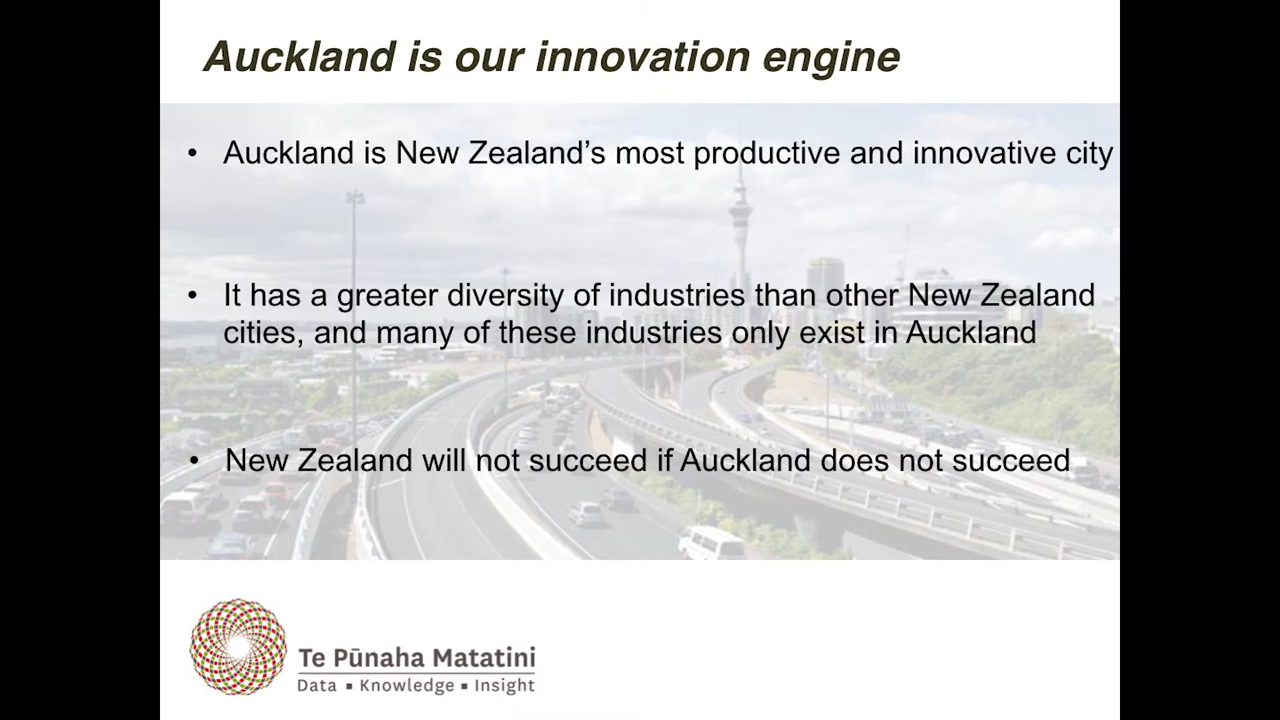 Auckland is our innovation engine
• Auckland is New Zealand’s most productive and innovative city
• It has a greater diversity of industries than other New Zealand
cities, and many of these industries only exist in Auckland
• New Zealand will not succeed if Auckland does not succeed
Te Pūnaha Matatini
Data ▪ Knowledge ▪ Insight